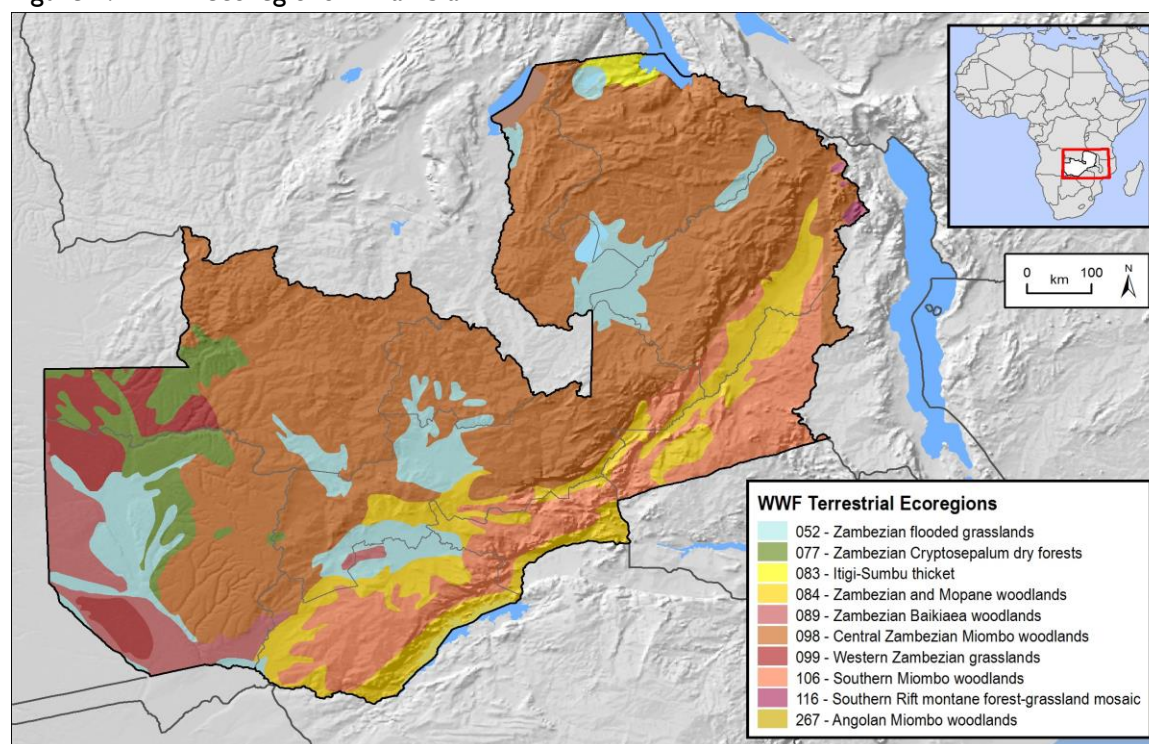 0 km 100 N
WWF Terrestrial Ecoregions
052 - Zambezian flooded grasslands
077 - Zambezian Cryptosepalum dry forests
083 - Itigi-Sumbu thicket
084 - Zambezian and Mopane woodlands
089 - Zambezian Baikiaea woodlands
098 - Central Zambezian Miombo woodlands
099 - Western Zambezian grasslands
106 - Southern Miombo woodlands
116 - Southern Rift montane forest-grassland mosaic
267 - Angolan Miombo woodlands